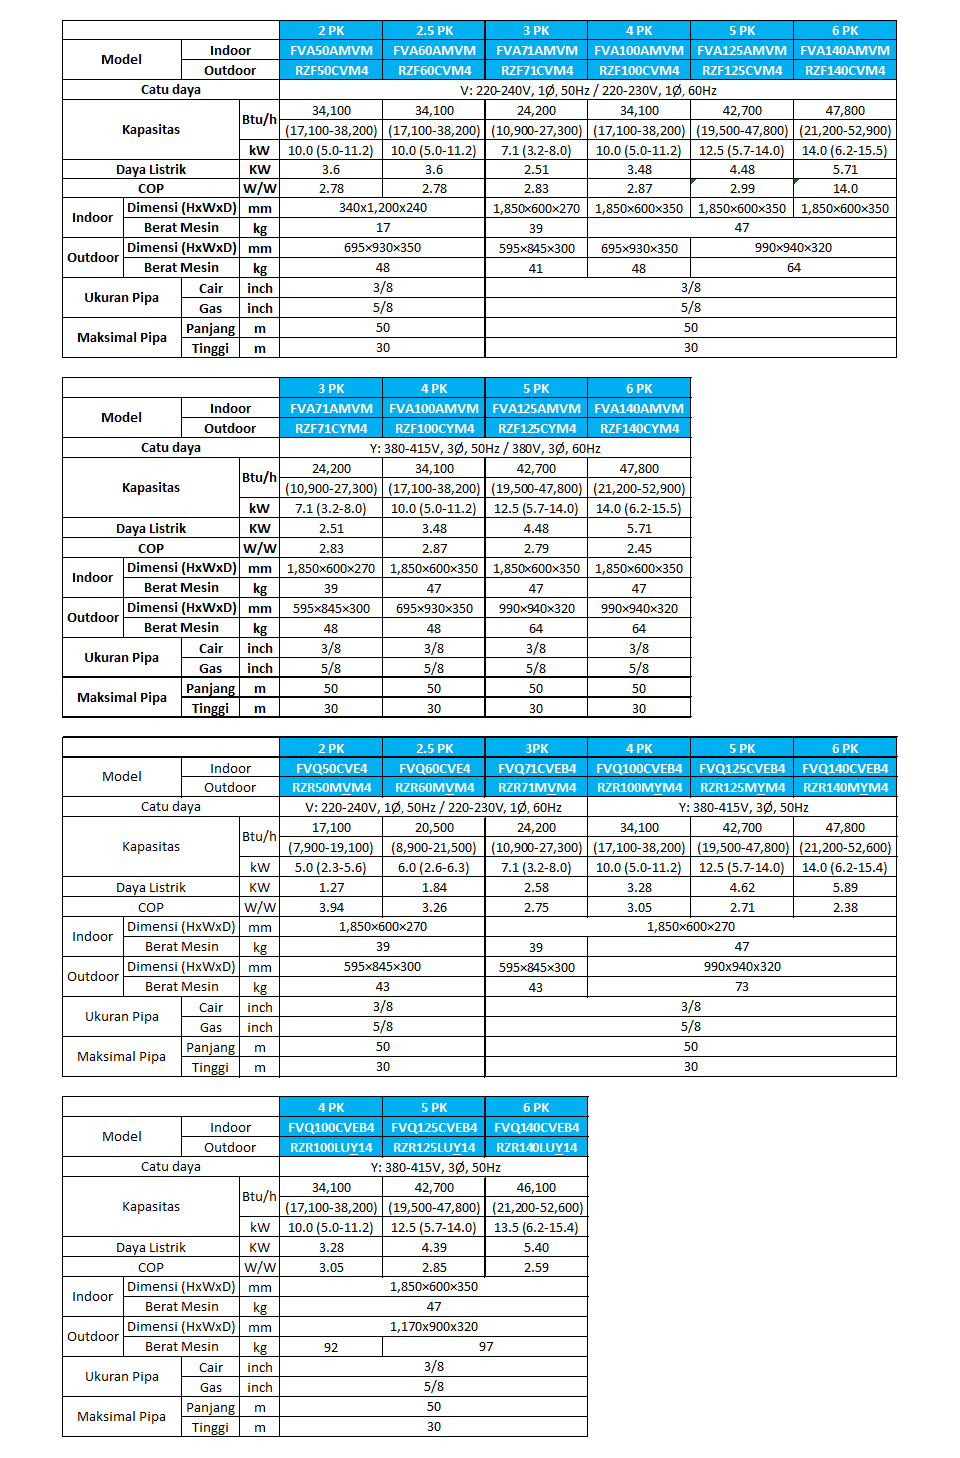 2 PK 2.5 PK 3 PK 4 PK 5 PK 6 PK
Model Indoor FVA50AMVM FVA60AMVM FVA71AMVM FVA100AMVM FVA125AMVM FVA140AMVM
Outdoor RZF50CVM4 RZF60CVM4 RZF71CVM4 RZF100CVM4 RZF125CVM4 RZF140CVM4
Catu daya V: 220-240V, 1Ø, 50Hz / 220-230V, 1Ø, 60Hz
Kapasitas Btu/h 34,100 34,100 24,200 34,100 42,700 47,800
(17,100-38,200) (17,100-38,200) (10,900-27,300) (17,100-38,200) (19,500-47,800) (21,200-52,900)
kW 10.0 (5.0-11.2) 10.0 (5.0-11.2) 7.1 (3.2-8.0) 10.0 (5.0-11.2) 12.5 (5.7-14.0) 14.0 (6.2-15.5)
Daya Listrik KW 3.6 3.6 2.51 3.48 4.48 5.71
COP W/W 2.78 2.78 2.83 2.87 2.99 14.0
Indoor Dimensi (HxWxD) mm 340x1,200x240 1,850×600×270 1,850×600×350 1,850×600×350 1,850×600×350
Berat Mesin kg 17 39 47
Outdoor Dimensi (HxWxD) mm 695×930×350 595×845×300 695×930×350 990×940×320
Berat Mesin kg 48 41 48 64
Ukuran Pipa Cair inch 3/8 3/8
Gas inch 5/8 5/8
Maksimal Pipa Panjang m 50 50
Tinggi m 30 30
3 PK 4 PK 5 PK 6 PK
Model Indoor FVA71AMVM FVA100AMVM FVA125AMVM FVA140AMVM
Outdoor RZF71CYM4 RZF100CYM4 RZF125CYM4 RZF140CYM4
Catu daya Y: 380-415V, 3Ø, 50Hz / 380V, 3Ø, 60Hz
Kapasitas Btu/h 24,200 34,100 42,700 47,800
(10,900-27,300) (17,100-38,200) (19,500-47,800) (21,200-52,900)
kW 7.1 (3.2-8.0) 10.0 (5.0-11.2) 12.5 (5.7-14.0) 14.0 (6.2-15.5)
Daya Listrik KW 2.51 3.48 4.48 5.71
COP W/W 2.83 2.87 2.79 2.45
Indoor Dimensi (HxWxD) mm 1,850×600×270 1,850×600×350 1,850×600×350 1,850×600×350
Berat Mesin kg 39 47 47 47
Outdoor Dimensi (HxWxD) mm 595×845×300 695×930×350 990×940×320 990×940×320
Berat Mesin kg 48 48 64 64
Ukuran Pipa Cair inch 3/8 3/8 3/8 3/8
Gas inch 5/8 5/8 5/8 5/8
Maksimal Pipa Panjang m 50 50 50 50
Tinggi m 30 30 30 30
2 PK 2.5 PK 3PK 4 PK 5 PK 6 PK
Model Indoor FVQ50CVE4 FVQ60CVE4 FVQ71CVEB4 FVQ100CVEB4 FVQ125CVEB4 FVQ140CVEB4
Outdoor RZR50MVM4 RZR60MVM4 RZR71MVM4 RZR100MYM4 RZR125MYM4 RZR140MYM4
Catu daya V: 220-240V, 1Ø, 50Hz / 220-230V, 1Ø, 60Hz Y: 380-415V, 3Ø, 50Hz
Kapasitas Btu/h 17,100 20,500 24,200 34,100 42,700 47,800
(7,900-19,100) (8,900-21,500) (10,900-27,300) (17,100-38,200) (19,500-47,800) (21,200-52,600)
kW 5.0 (2.3-5.6) 6.0 (2.6-6.3) 7.1 (3.2-8.0) 10.0 (5.0-11.2) 12.5 (5.7-14.0) 14.0 (6.2-15.4)
Daya Listrik KW 1.27 1.84 2.58 3.28 4.62 5.89
COP W/W 3.94 3.26 2.75 3.05 2.71 2.38
Indoor Dimensi (HxWxD) mm 1,850×600×270 1,850×600×270
Berat Mesin kg 39 39 47
Outdoor Dimensi (HxWxD) mm 595×845×300 595×845×300 990x940x320
Berat Mesin kg 43 43 73
Ukuran Pipa Cair inch 3/8 3/8
Gas inch 5/8 5/8
Maksimal Pipa Panjang m 50 50
Tinggi m 30 30
4 PK 5 PK 6 PK
Model Indoor FVQ100CVEB4 FVQ125CVEB4 FVQ140CVEB4
Outdoor RZR100LUY14 RZR125LUY14 RZR140LUY14
Catu daya Y: 380-415V, 3Ø, 50Hz
Kapasitas Btu/h 34,100 42,700 46,100
(17,100-38,200) (19,500-47,800) (21,200-52,600)
kW 10.0 (5.0-11.2) 12.5 (5.7-14.0) 13.5 (6.2-15.4)
Daya Listrik KW 3.28 4.39 5.40
COP W/W 3.05 2.85 2.59
Indoor Dimensi (HxWxD) mm 1,850×600×350
Berat Mesin kg 47
Outdoor Dimensi (HxWxD) mm 1,170x900x320
Berat Mesin kg 92 97
Ukuran Pipa Cair inch 3/8
Gas inch 5/8
Maksimal Pipa Panjang m 50
Tinggi m 30